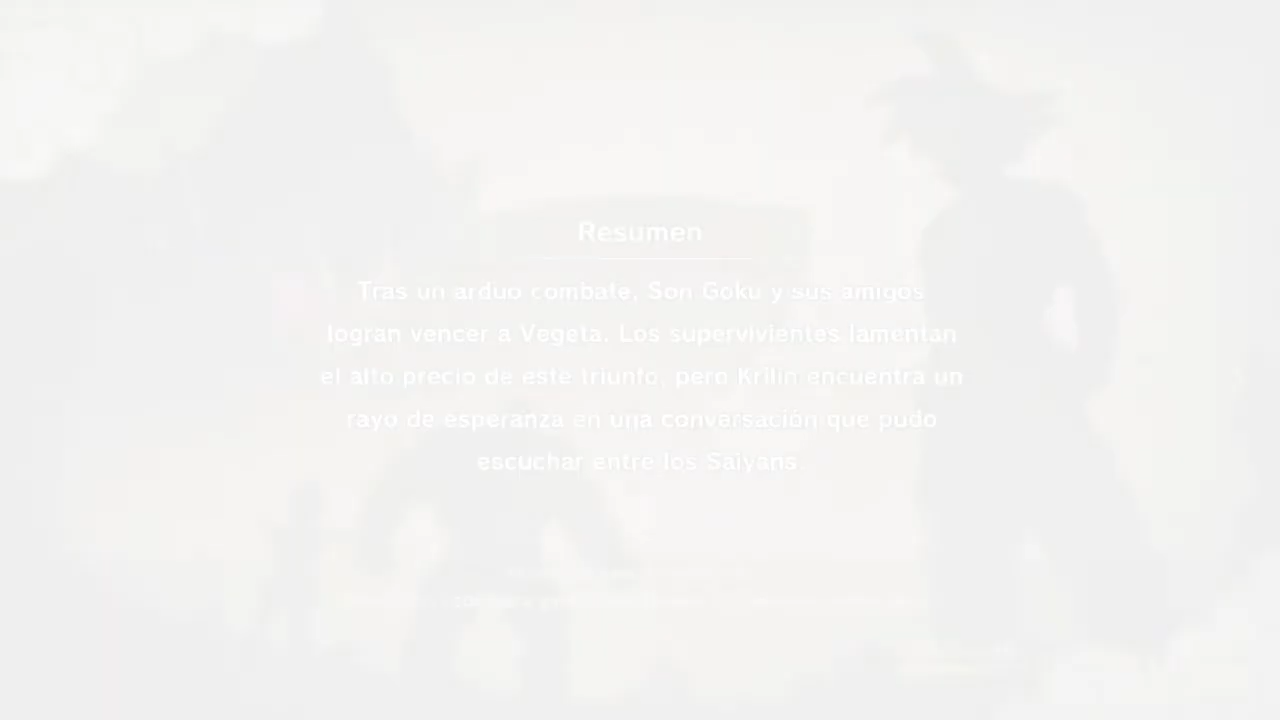 Resumen
Tras un arduo combate, Son Goku y sus amigos
logran vencer a Vegeta. Los supervivientes lamentan
el alto precio de este triunfo, pero Krilin encuentra un
rayo de esperanza en una conversación que pudo
escuchar entre los Saiyans